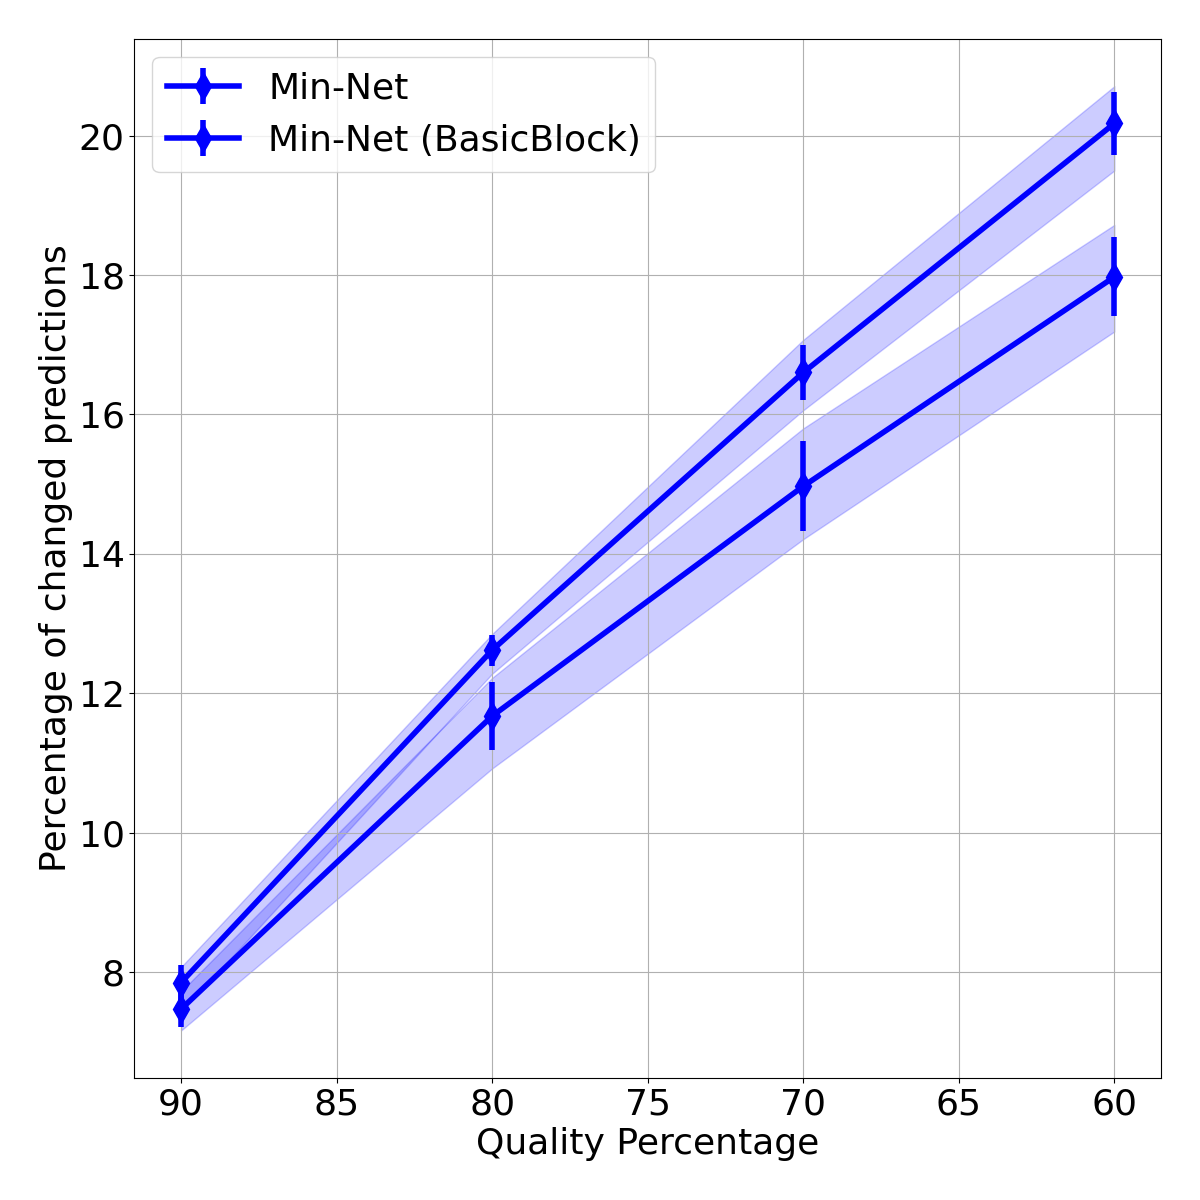 Min-Net
Min-Net (BasicBlock)
Percentage of changed predictions
20
18
16
14
12
10
8
90 85 80 75 70 65 60
Quality Percentage